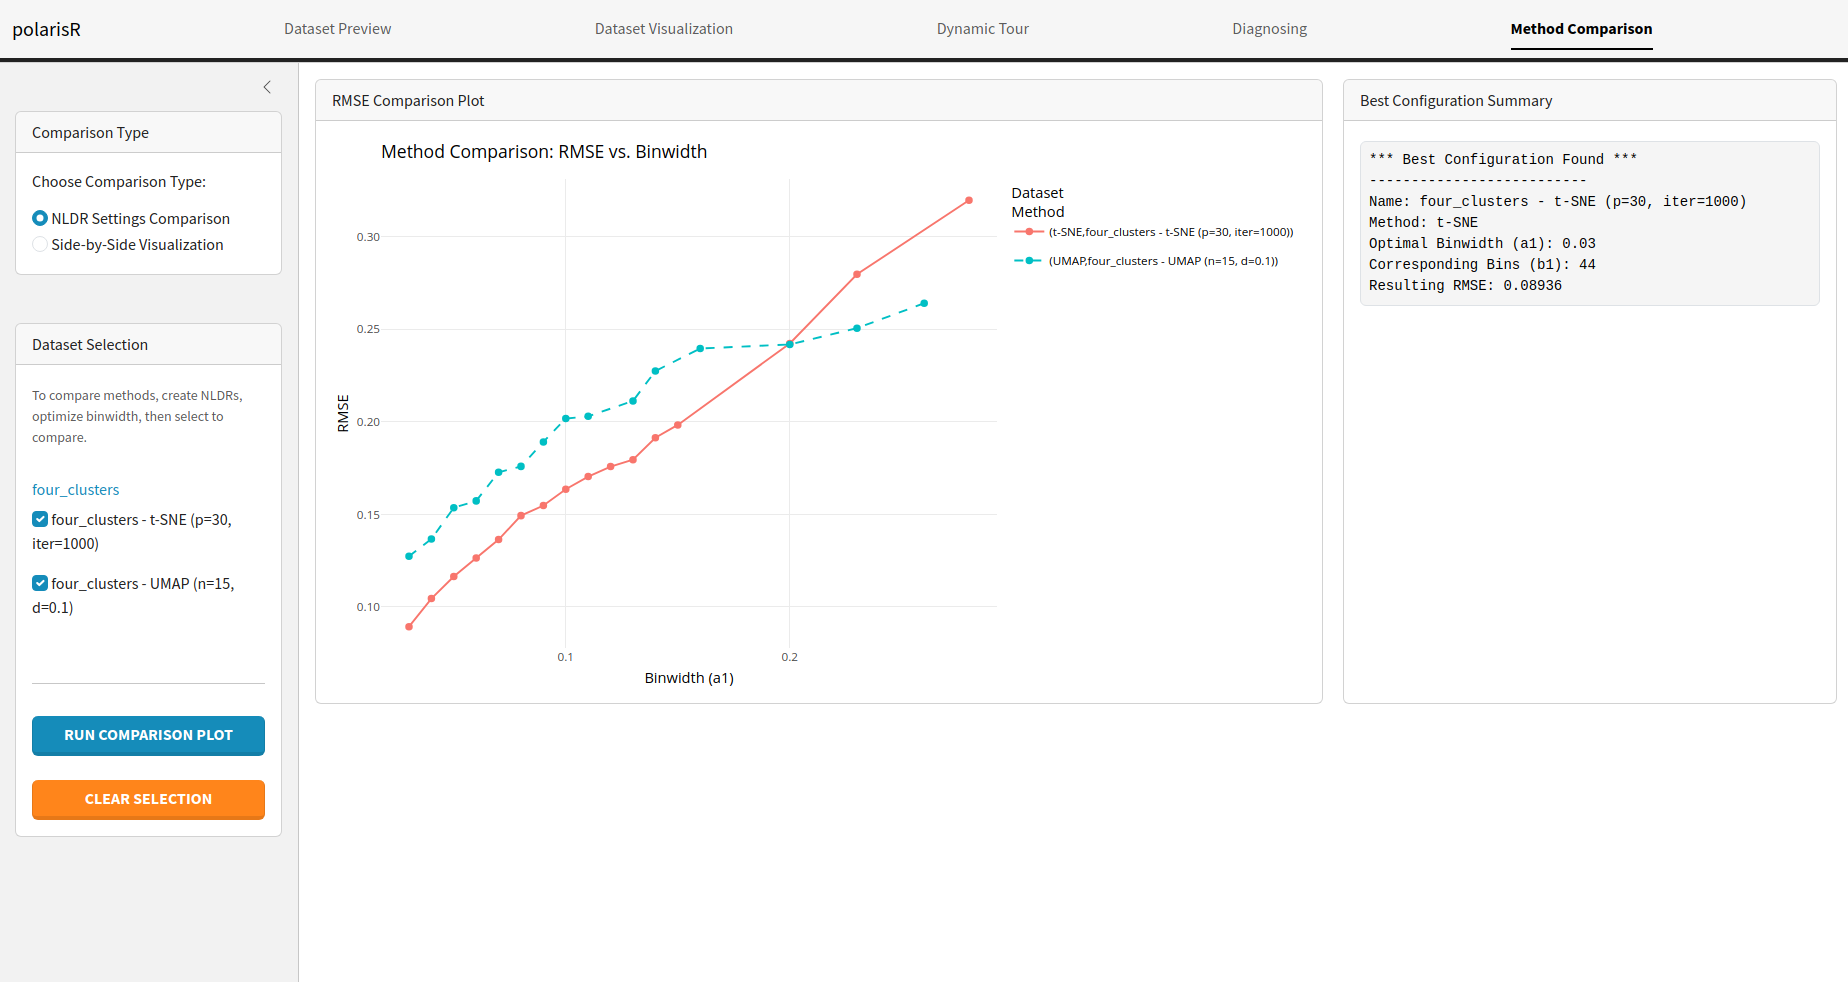 polarisR
Dataset Preview
Dataset Visualization
Dynamic Tour
Diagnosing
Method Comparison
Comparison Type
Choose Comparison Type:
NLDR Settings Comparison
Side-by-Side Visualization
Dataset Selection
To compare methods, create NLDRs,
optimize binwidth, then select to
compare.
four_clusters
four_clusters - t-SNE (p=30,
iter=1000)
four_clusters - UMAP (n=15,
d=0.1)
RUN COMPARISON PLOT
CLEAR SELECTION
RMSE Comparison Plot
Method Comparison: RMSE vs. Binwidth
RMSE
0.30
0.25
0.20
0.15
0.10
0.1
0.2
Binwidth (a1)
Dataset
Method
(t-SNE,four_clusters - t-SNE (p=30, iter=1000))
(UMAP,four_clusters - UMAP (n=15, d=0.1))
Best Configuration Summary
*** Best Configuration Found ***
--------------------------
Name: four_clusters - t-SNE (p=30, iter=1000)
Method: t-SNE
Optimal Binwidth (a1): 0.03
Corresponding Bins (b1): 44
Resulting RMSE: 0.08936